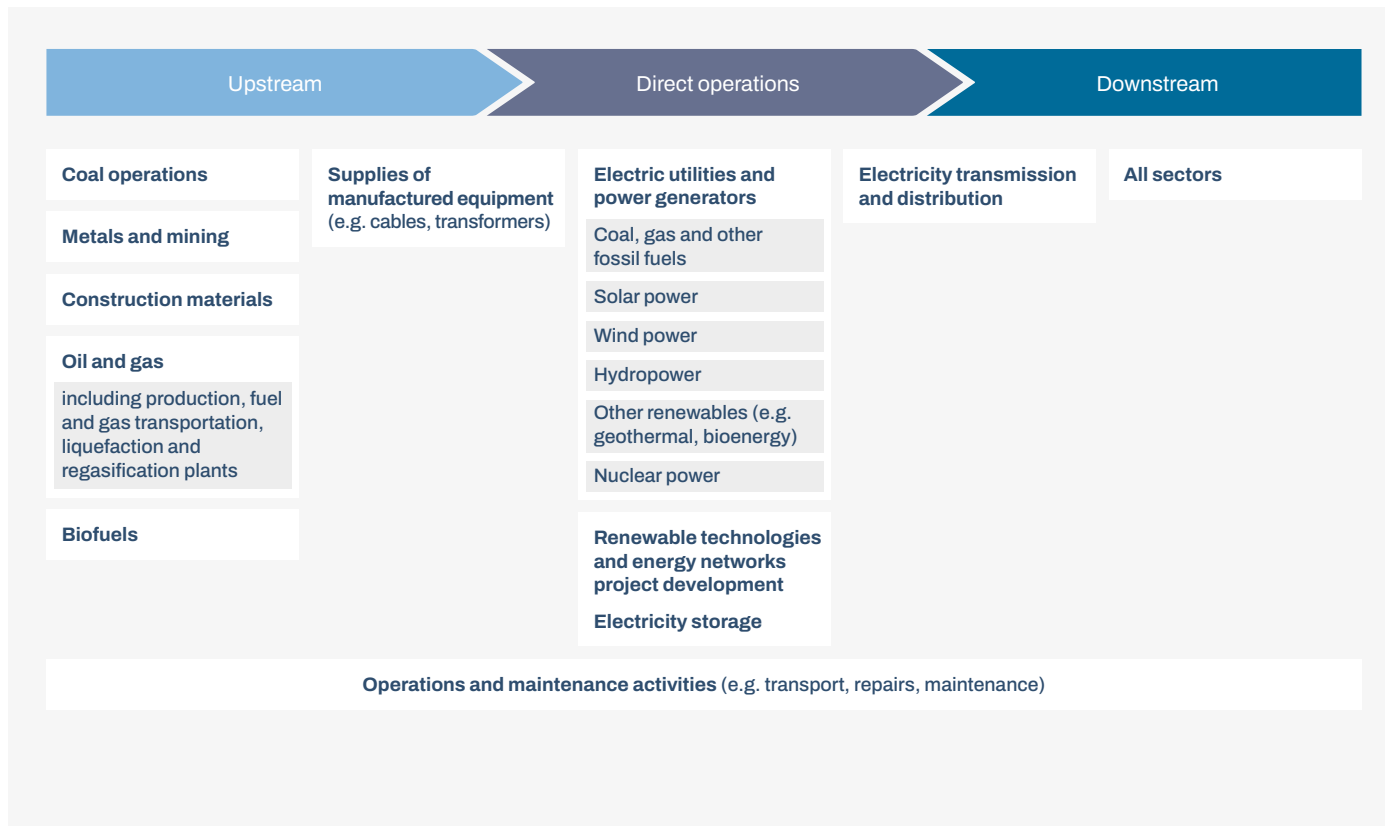 Upstream
Direct operations
Downstream
Coal operations
Metals and mining
Construction materials
Oil and gas
including production, fuel
and gas transportation,
liquefaction and
regasification plants
Biofuels
Supplies of
manufactured equipment
(e.g. cables, transformers)
Electric utilities and
power generators
Coal, gas and other
fossil fuels
Solar power
Wind power
Hydropower
Other renewables (e.g.
geothermal, bioenergy)
Nuclear power
Renewable technologies
and energy networks
project development
Electricity storage
Electricity transmission
and distribution
All sectors
Operations and maintenance activities (e.g. transport, repairs, maintenance)